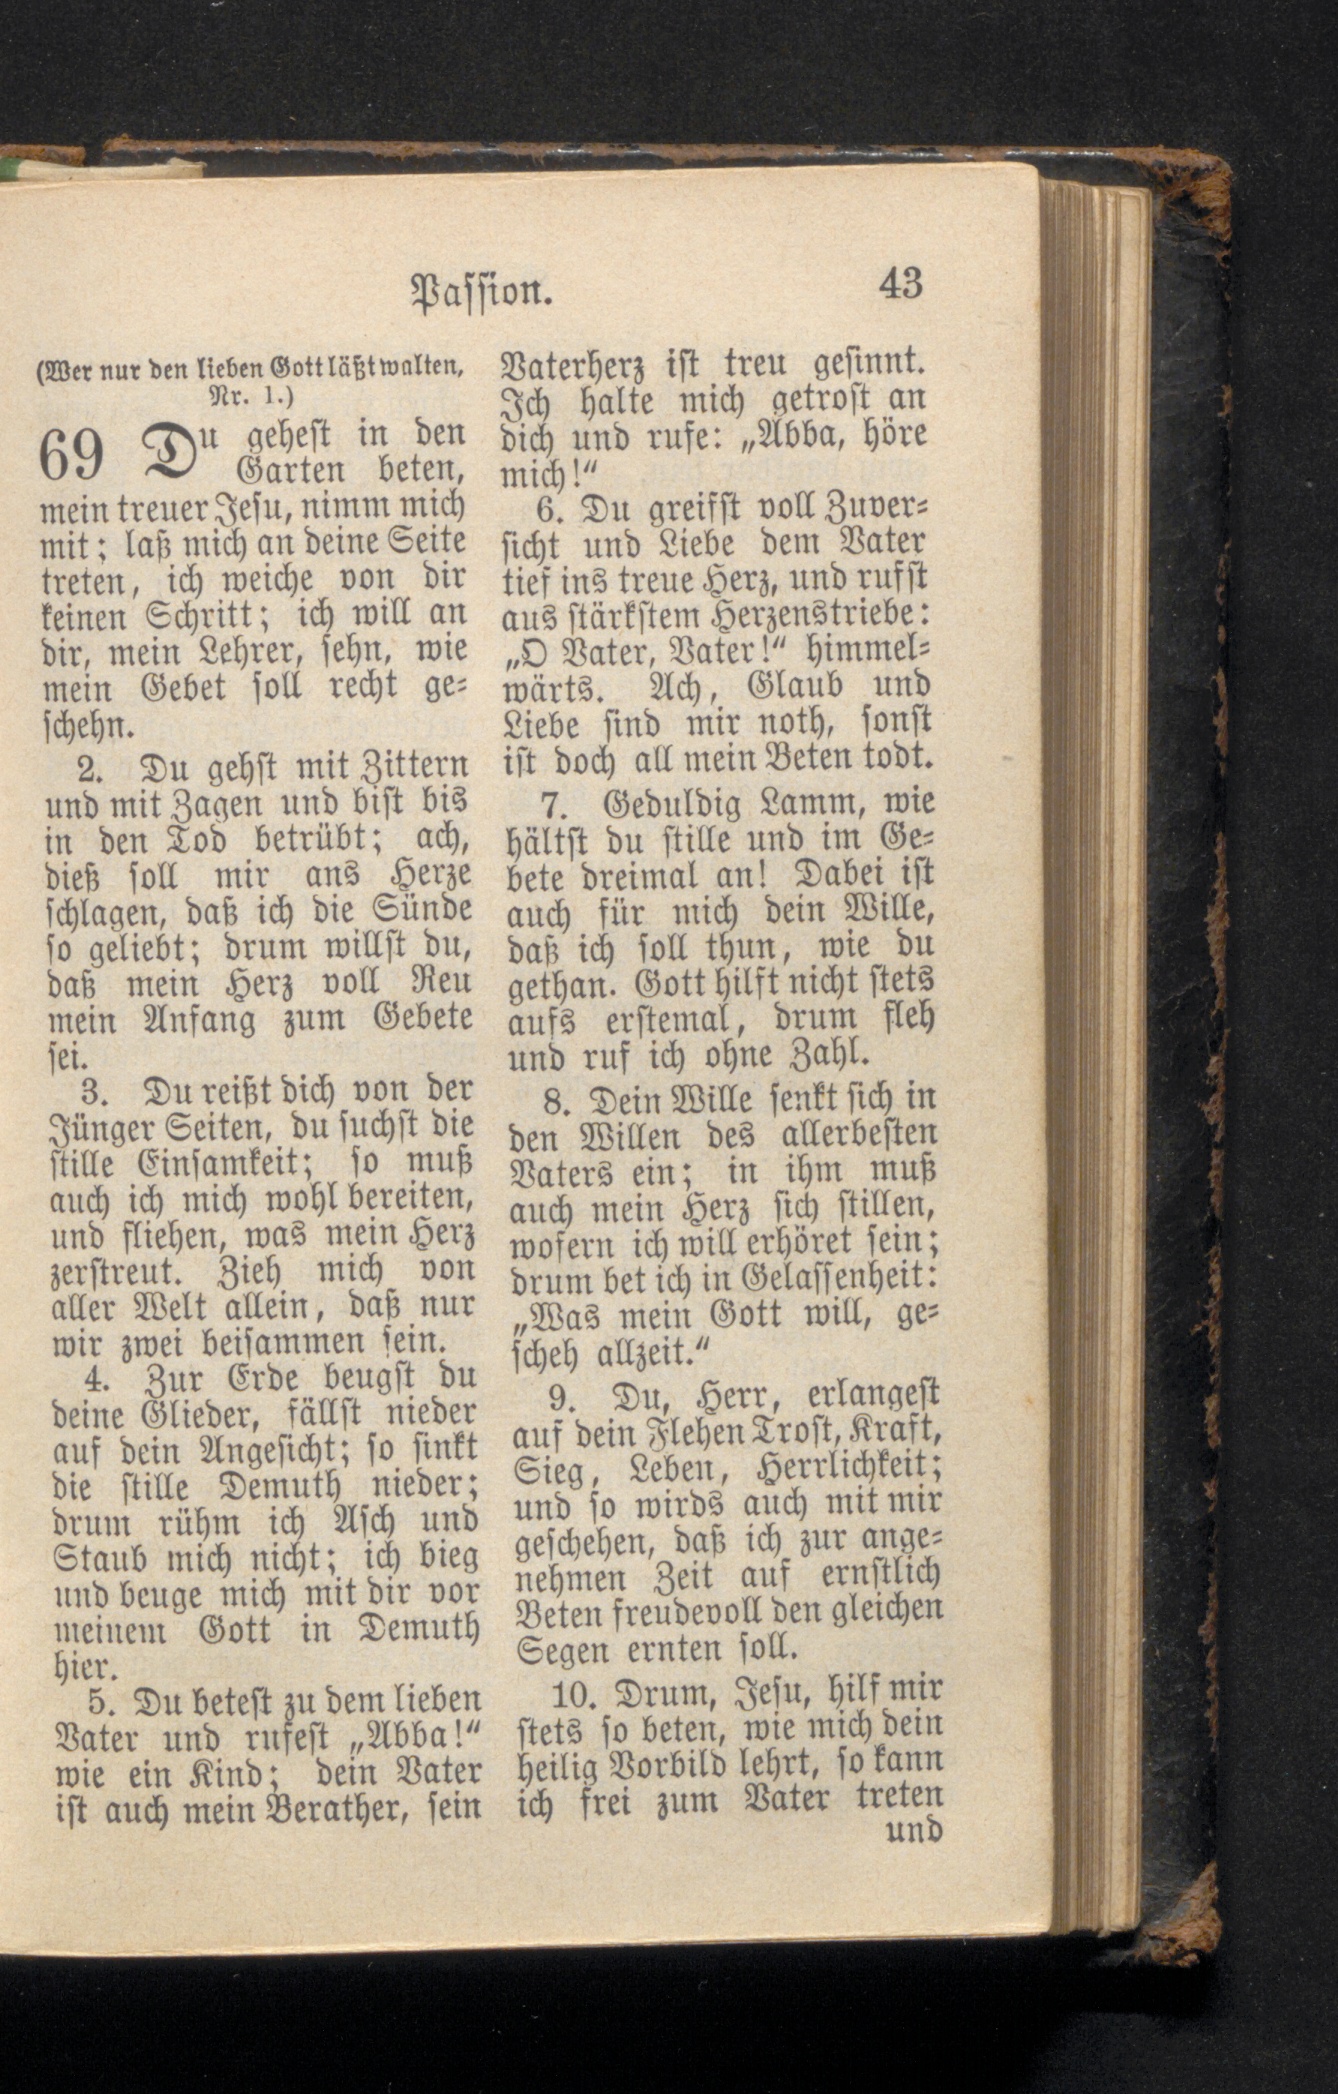 Passion.
43
(Wer nur den lieben Gott läßt walten,
Nr. 1.)
69 Du gehest in den
Garten beten,
mein treuer Jesu, nimm mich
mit; laß mich an deine Seite
treten, ich weiche von dir
keinen Schritt; ich will an
dir, mein Lehrer, sehn, wie
mein Gebet soll recht ge-
schehn.
2. Du gehst mit Zittern
und mit Zagen und bist bis
in den Tod betrübt; ach,
dieß soll mir ans Herze
schlagen, daß ich die Sünde
so geliebt; drum willst du,
daß mein Herz voll Reu
mein Anfang zum Gebete
sei.
3. Du reißt dich von der
Jünger Seiten, du suchst die
stille Einsamkeit; so muß
auch ich mich wohl bereiten,
und fliehen, was mein Herz
zerstreut. Zieh mich von
aller Welt allein, daß nur
wir zwei beisammen sein.
4. Zur Erde beugst du
deine Glieder, fällst nieder
auf dein Angesicht; so sinkt
die stille Demuth nieder;
drum rühm ich Asch und
Staub mich nicht; ich bieg
und beuge mich mit dir vor
meinem Gott in Demuth
hier.
5. Du betest zu dem lieben
Vater und rufest „Abba!“
wie ein Kind; dein Vater
ist auch mein Berather, sein
Vaterherz ist treu gesinnt.
Ich halte mich getrost an
dich und rufe: „Abba, höre
mich!“
6. Du greifst voll Zuver-
sicht und Liebe dem Vater
tief ins treue Herz, und rufst
aus stärkstem Herzenstriebe:
„O Vater, Vater!“ himmel-
wärts. Ach, Glaub und
Liebe sind mir noth, sonst
ist doch all mein Beten todt.
7. Geduldig Lamm, wie
hältst du stille und im Ge-
bete dreimal an! Dabei ist
auch für mich dein Wille,
daß ich soll thun, wie du
gethan. Gott hilft nicht stets
aufs erstemal, drum fleh
und ruf ich ohne Zahl.
8. Dein Wille senkt sich in
den Willen des allerbesten
Vaters ein; in ihm muß
auch mein Herz sich stillen,
wofern ich will erhöret sein;
drum bet ich in Gelassenheit:
„Was mein Gott will, ge-
scheh allzeit.“
9. Du, Herr, erlangest
auf dein Flehen Trost, Kraft,
Sieg, Leben, Herrlichkeit;
und so wirds auch mit mir
geschehen, daß ich zur ange-
nehmen Zeit auf ernstlich
Beten freudevoll den gleichen
Segen ernten soll.
10. Drum, Jesu, hilf mir
stets so beten, wie mich dein
heilig Vorbild lehrt, so kann
ich frei zum Vater treten
und